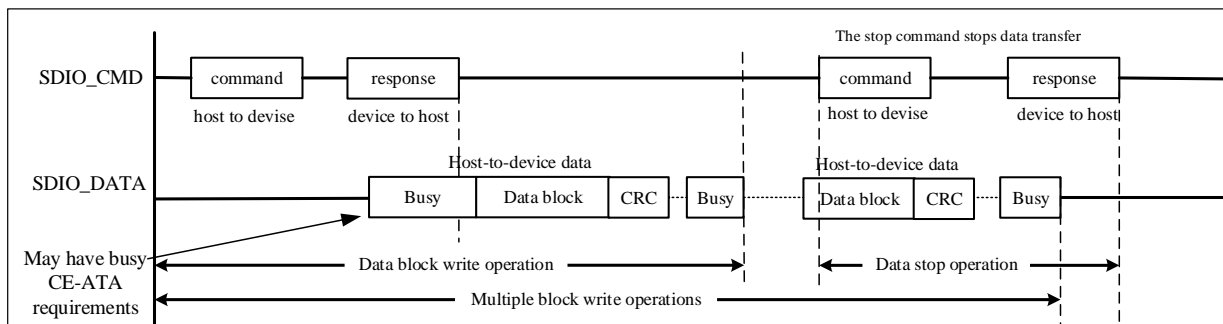 The stop command stops data transfer
SDIO_CMD
command
response
command
response
host to devise
device to host
host to devise
device to host
Host-to-device data
Host-to-device data
SDIO_DATA
Busy
Data block
CRC
Busy
Data block
CRC
Busy
May have busy
CE-ATA
requirements
Data block write operation
Data stop operation
Multiple block write operations